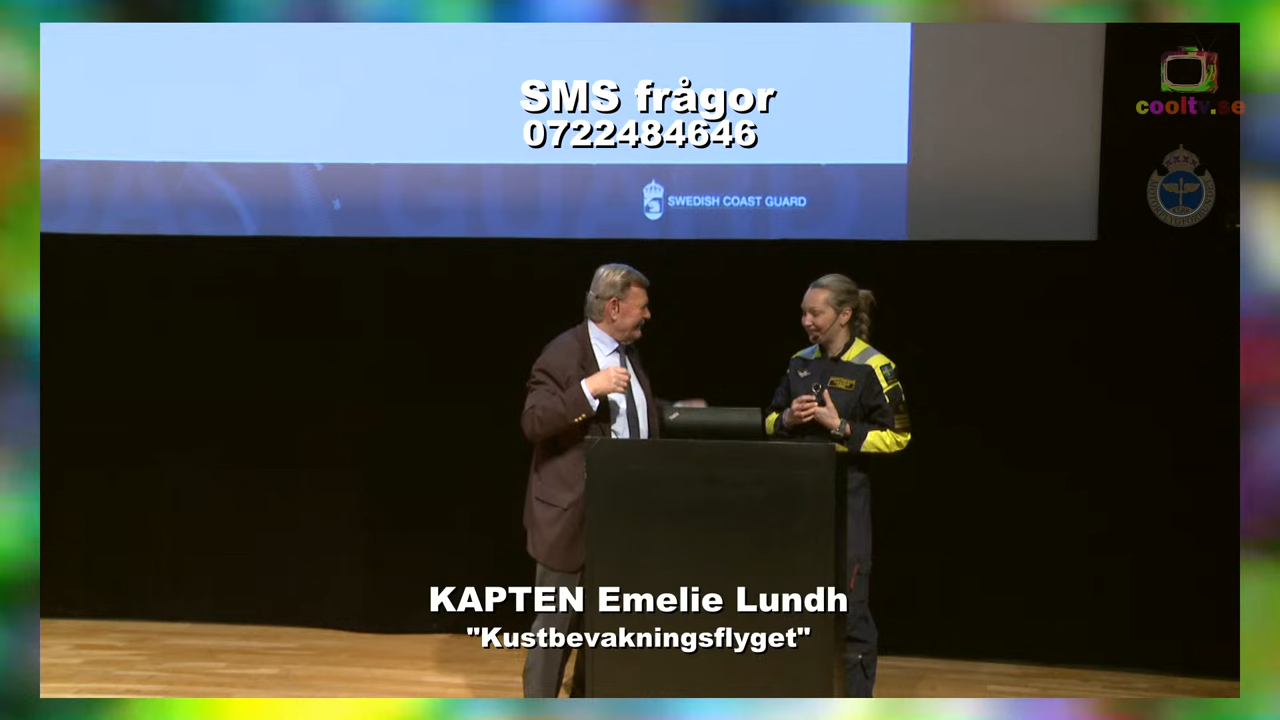 SMS frågor
0722484646
cooltv.se
SWEDISH COAST GUARD
KAPTEN Emelie Lundh
"Kustbevakningsflyget"